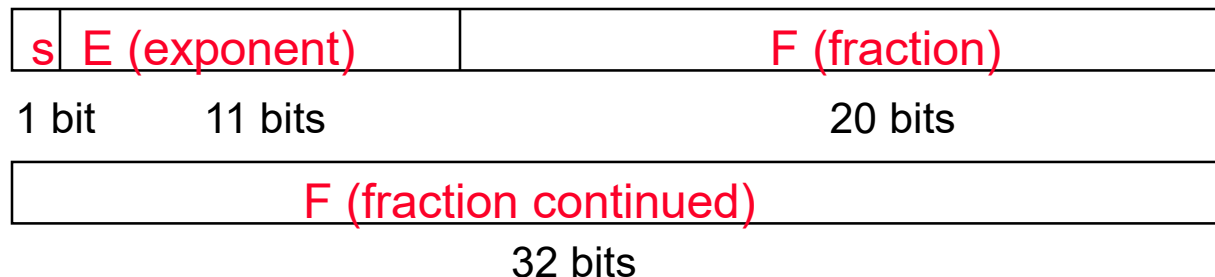 s E (exponent) F (fraction)
1 bit 11 bits 20 bits
F (fraction continued)
32 bits